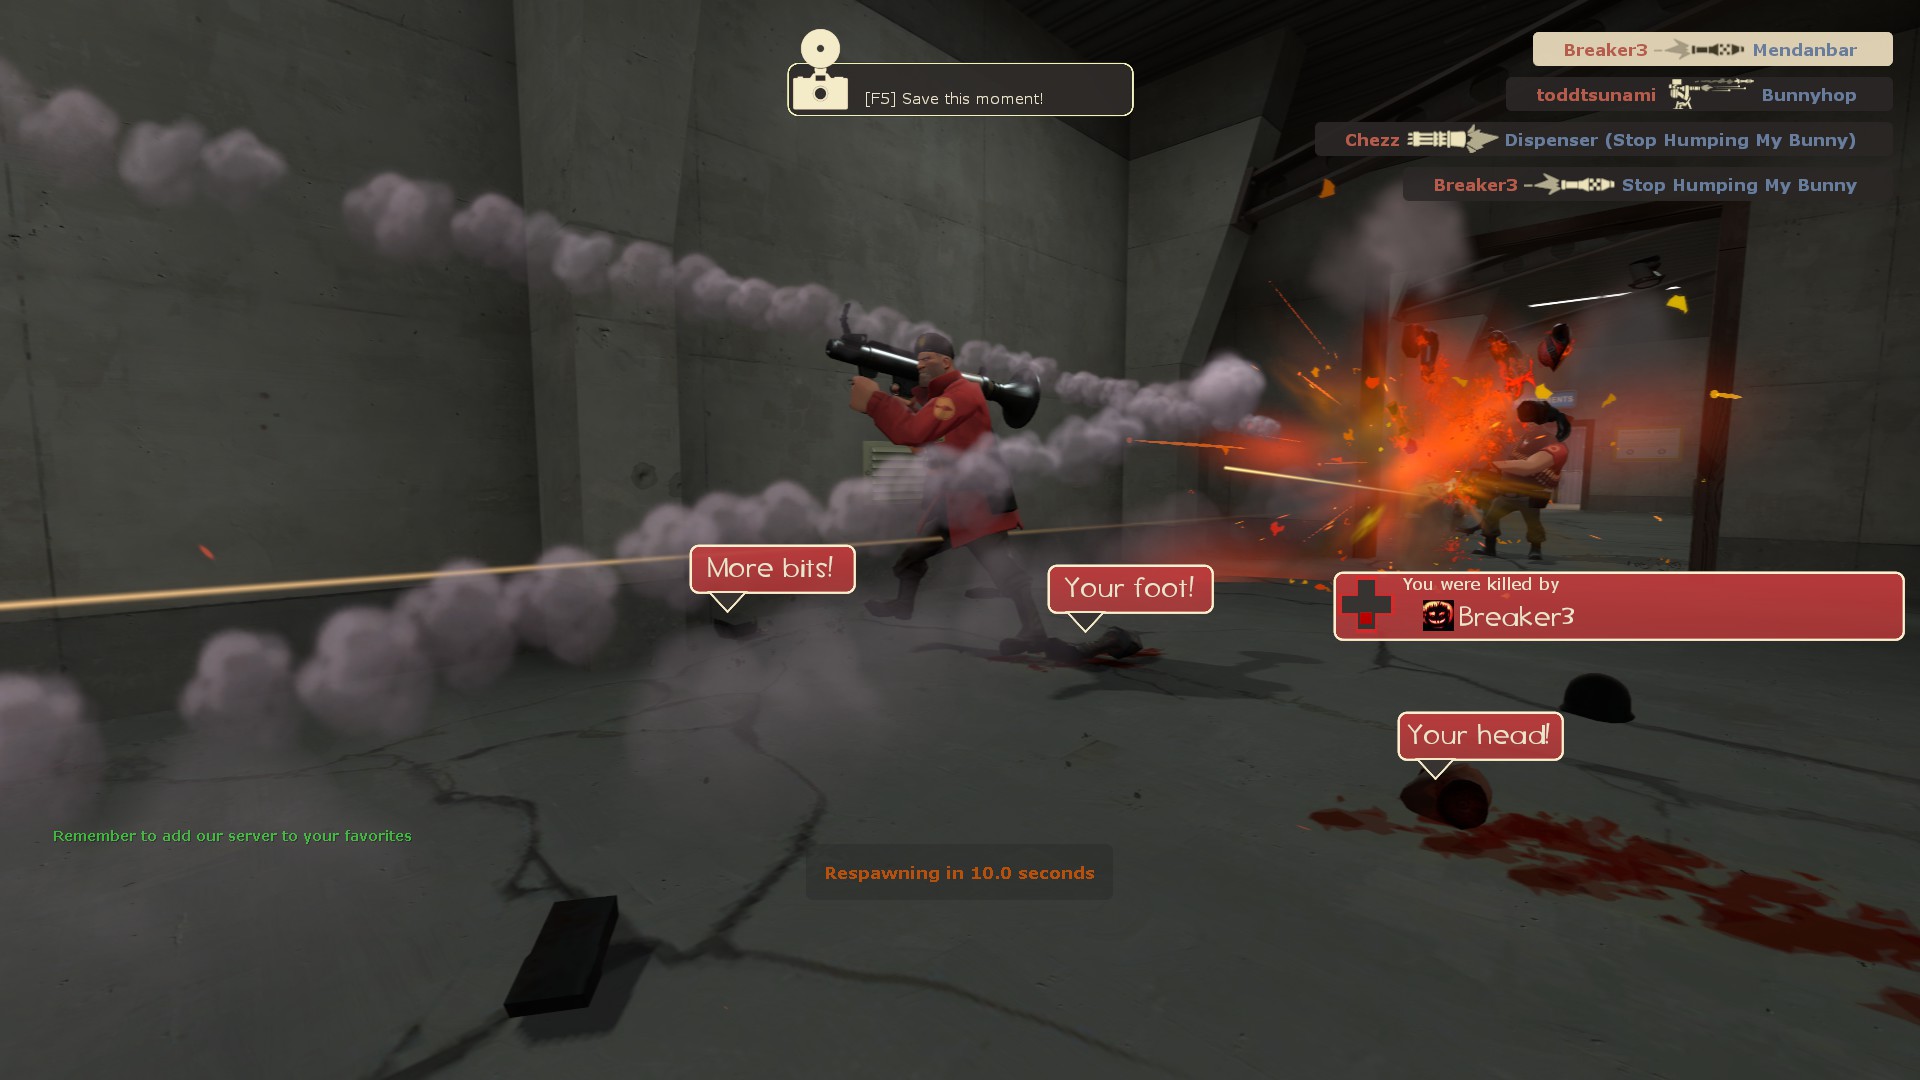 [F5] Save this moment!
Breaker3 Mendanbar
toddtsunami Bunnyhop
Chezz Dispenser (Stop Humping My Bunny)
Breaker3 Stop Humping My Bunny
More bits!
Your foot!
You were killed by
Breaker3
Your head!
Remember to add our server to your favorites
Respawning in 10.0 seconds